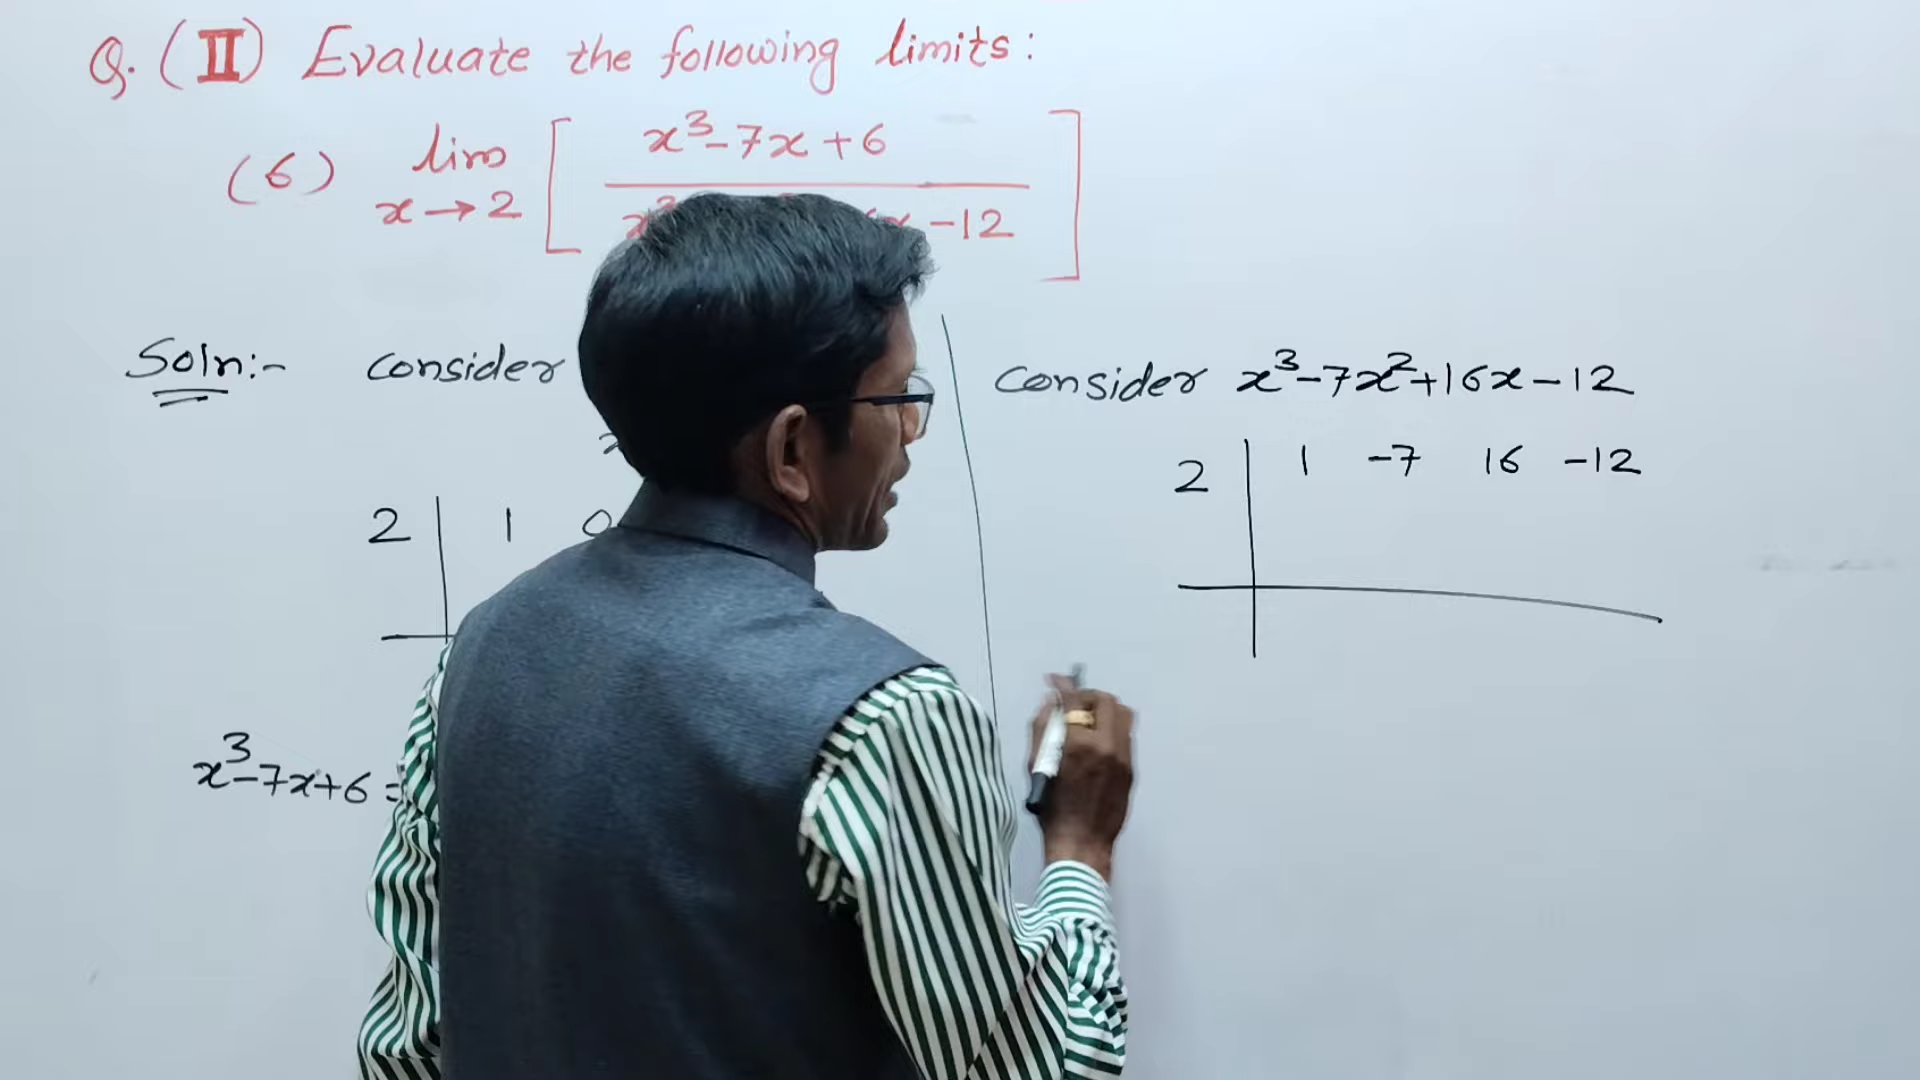 Q. (II) Evaluate the following limits:
(6) lim x→2 [ x³-7x+6
-12 ]
Soln:- consider
2 | 1 0
x³-7x+6 =
Consider x³-7x²+16x-12
2 | 1 -7 16 -12